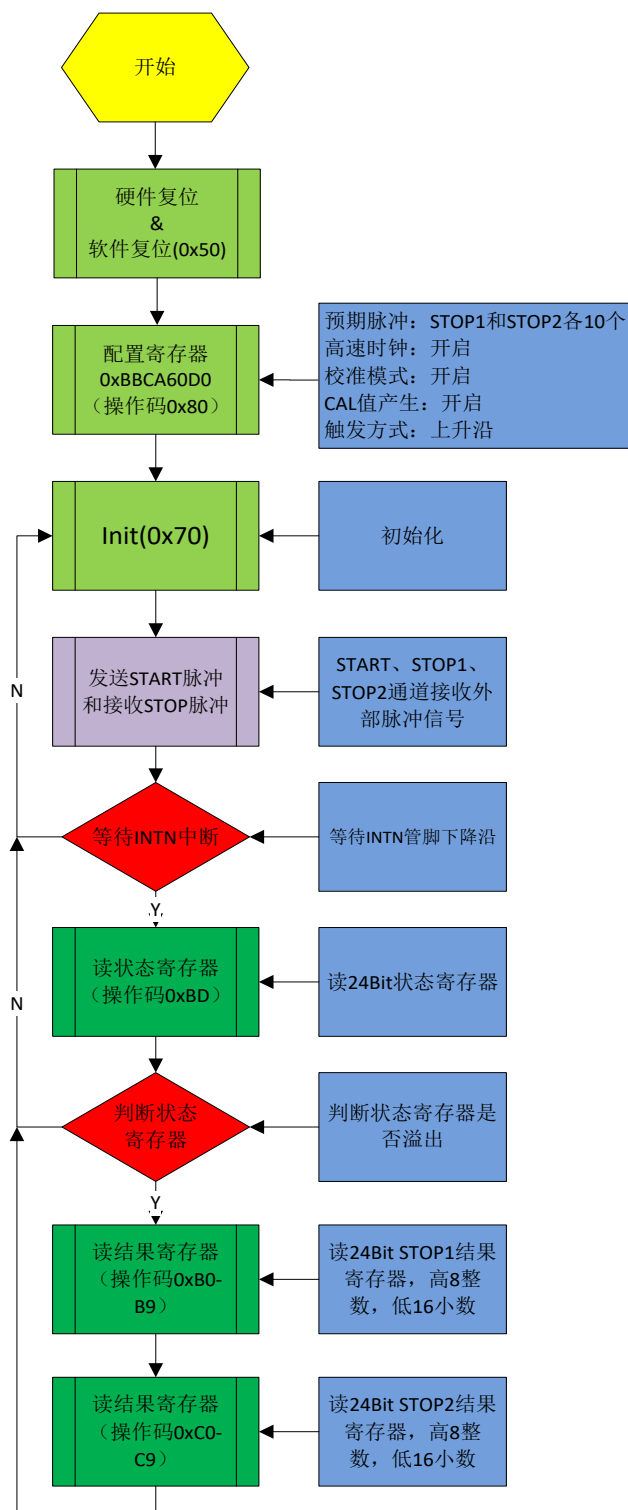 开始
硬件复位
&
软件复位(0x50)
配置寄存器
0xBBCA60D0
（操作码0x80）
预期脉冲：STOP1和STOP2各10个
高速时钟：开启
校准模式：开启
CAL值产生：开启
触发方式：上升沿
Init(0x70)
初始化
发送START脉冲
和接收STOP脉冲
START、STOP1、
STOP2通道接收外
部脉冲信号
N
等待INTN中断
等待INTN管脚下降沿
Y
读状态寄存器
（操作码0xBD）
读24Bit状态寄存器
N
判断状态
寄存器
判断状态寄存器是
否溢出
Y
读结果寄存器
（操作码0xB0-
B9）
读24Bit STOP1结果
寄存器，高8整
数，低16小数
读结果寄存器
（操作码0xC0-
C9）
读24Bit STOP2结果
寄存器，高8整
数，低16小数